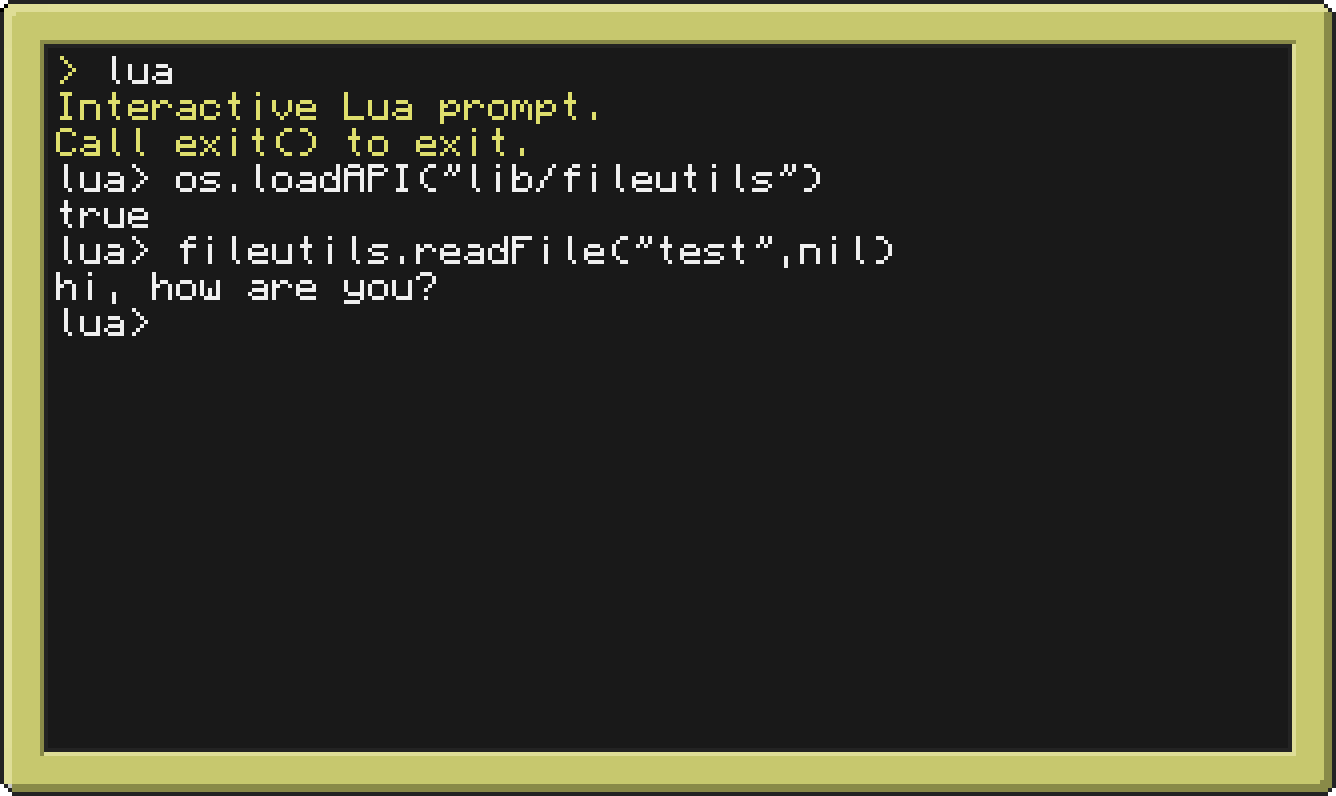 > lua
Interactive Lua prompt.
Call exit() to exit.
lua> os.loadAPI("lib/fileutils")
true
lua> fileutils.readFile("test",nil)
hi, how are you?
lua>